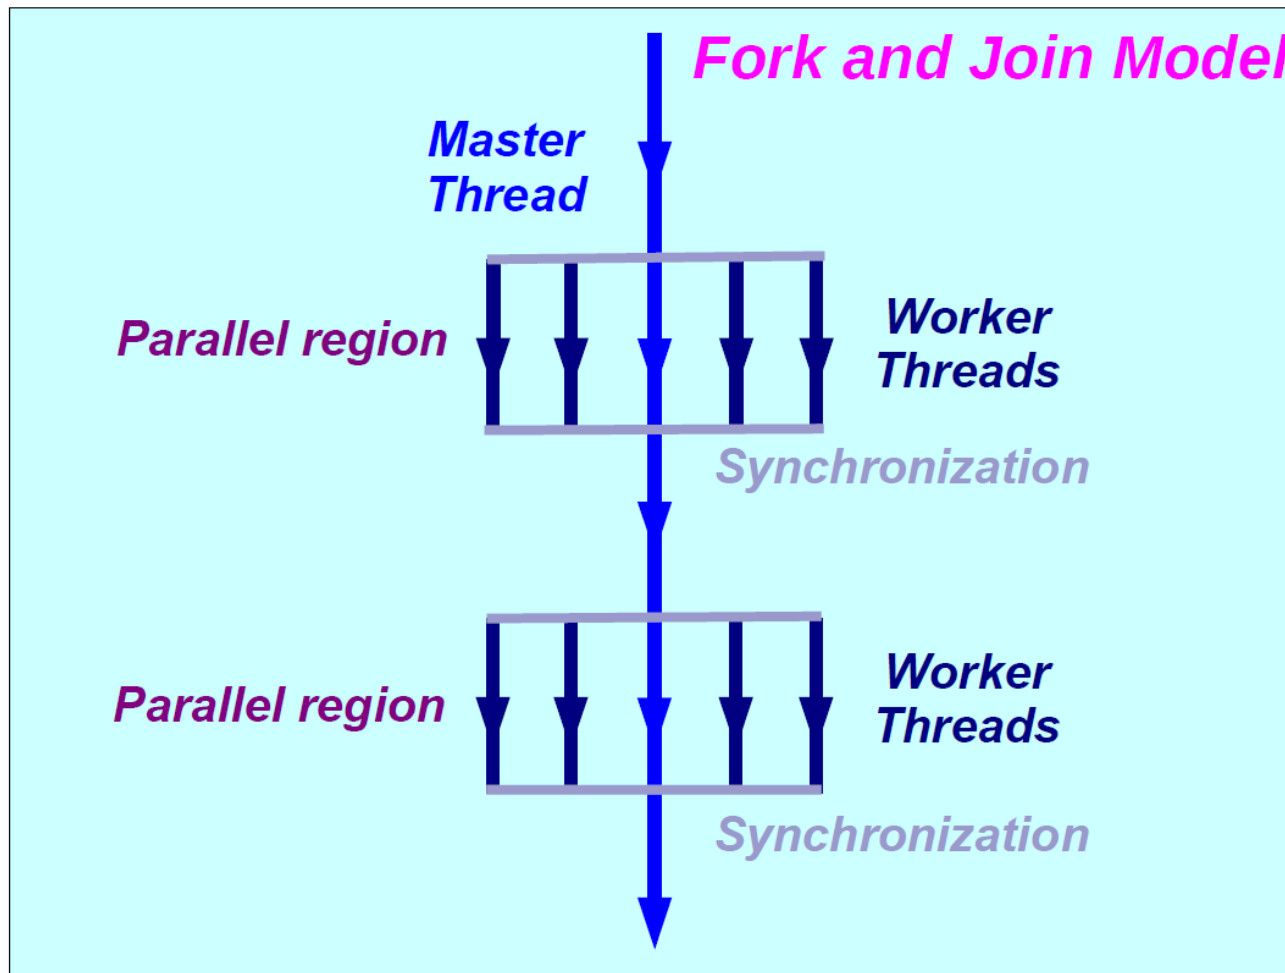 Fork and Join Model
Master
Thread
Parallel region
Worker
Threads
Synchronization
Parallel region
Worker
Threads
Synchronization